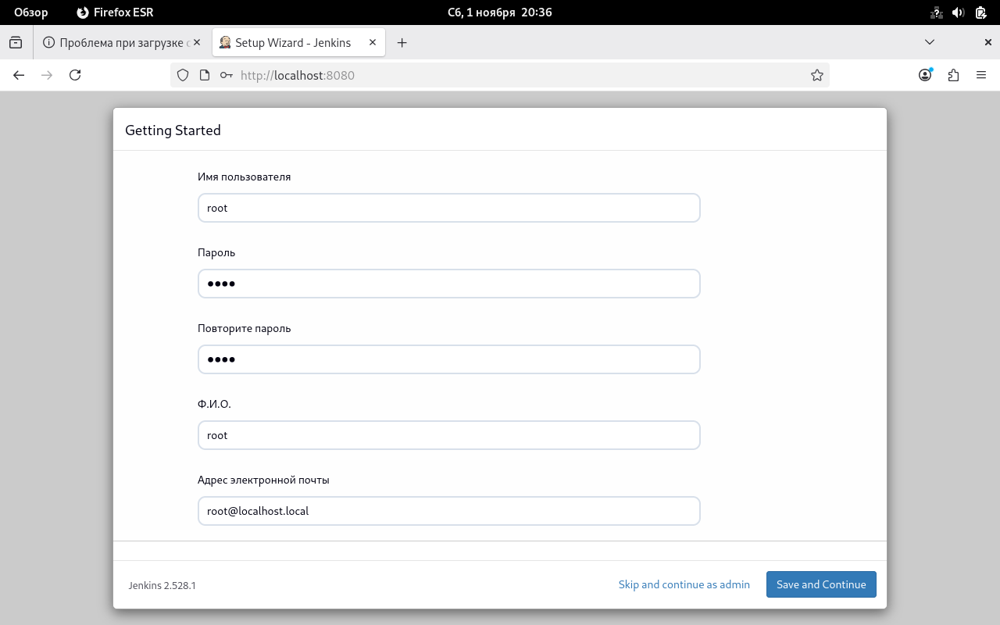 Обзор Firefox ESR Сб, 1 ноября 20:36
Проблема при загрузке с Setup Wizard - Jenkins
http://localhost:8080
Getting Started
Имя пользователя
root
Пароль
••••
Повторите пароль
••••
Ф.И.О.
root
Адрес электронной почты
root@localhost.local
Jenkins 2.528.1 Skip and continue as admin Save and Continue